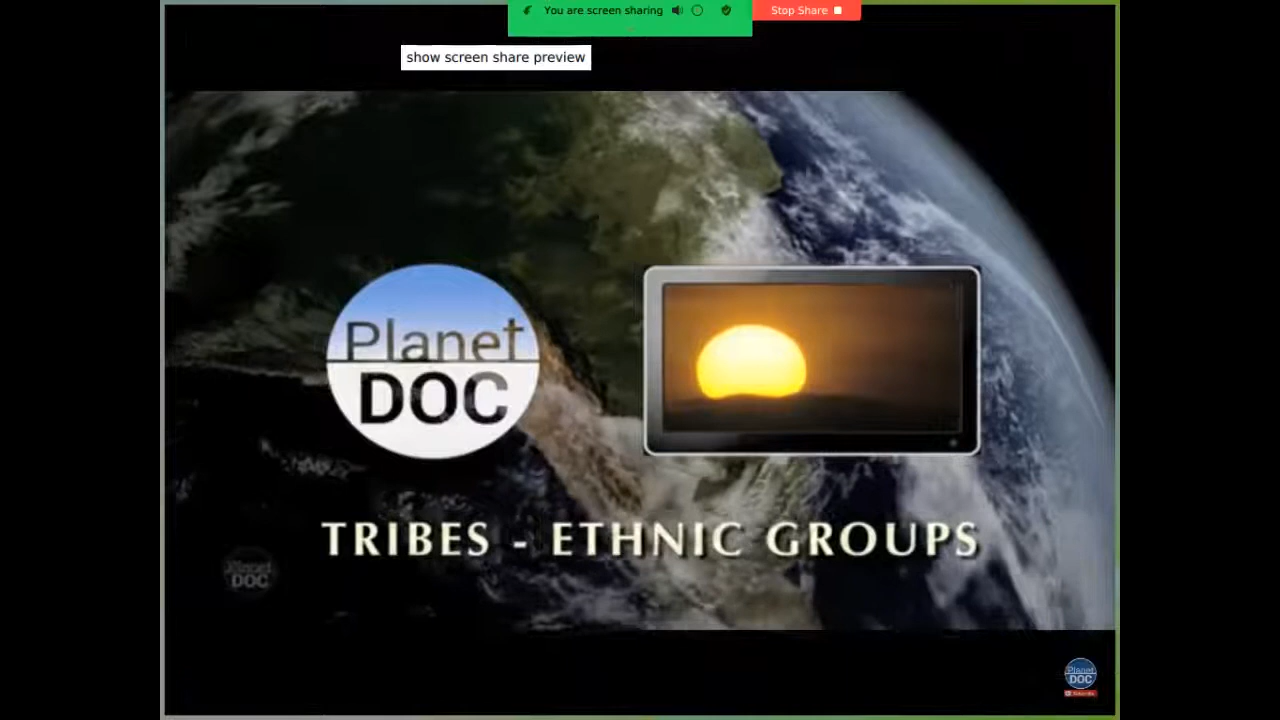 You are screen sharing
Stop Share
show screen share preview
Planet
DOC
TRIBES - ETHNIC GROUPS
Planet
DOC
Planet
DOC
Subscribe